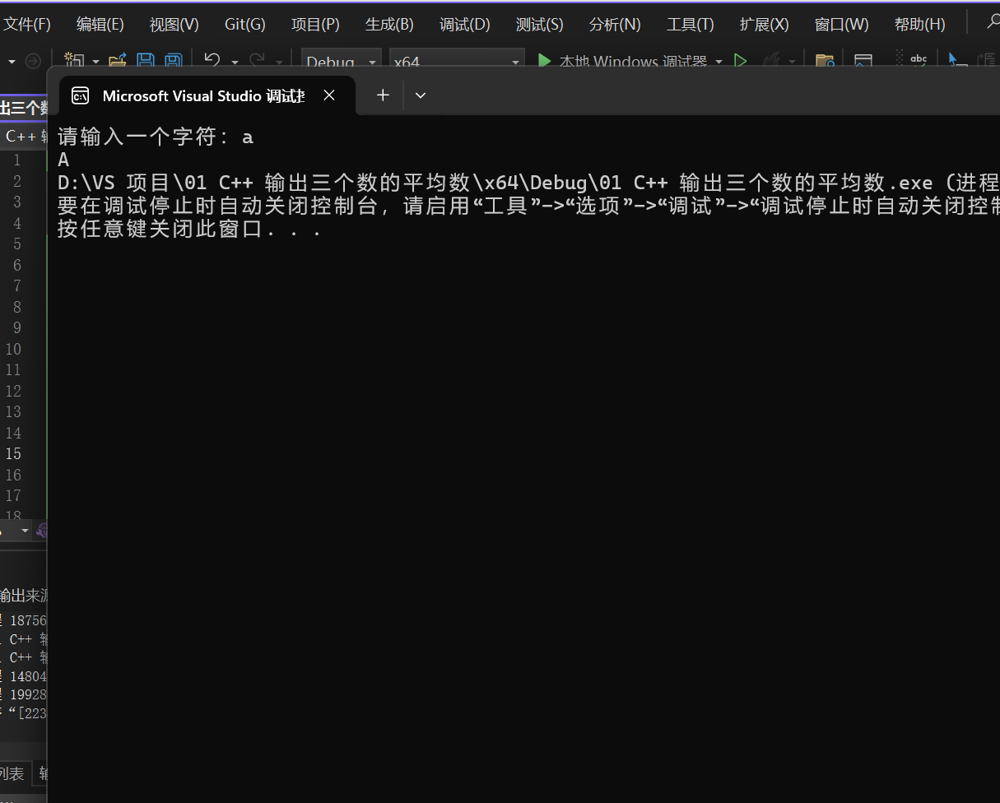 文件(F) 编辑(E) 视图(V) Git(G) 项目(P) 生成(B) 调试(D) 测试(S) 分析(N) 工具(T) 扩展(X) 窗口(W) 帮助(H)
Debug x64 本地 Windows 调试器 abc
Microsoft Visual Studio 调试
出三个数
C++
请输入一个字符：a
A
D:\VS 项目\01 C++ 输出三个数的平均数\x64\Debug\01 C++ 输出三个数的平均数.exe（进程
要在调试停止时自动关闭控制台，请启用“工具”->“选项”->“调试”->“调试停止时自动关闭控制
按任意键关闭此窗口. . .
1
2
3
4
5
6
7
8
9
10
11
12
13
14
15
16
17
18
输出来源
18756
C++ 输
C++ 输
14804
19928
“[223
列表 输